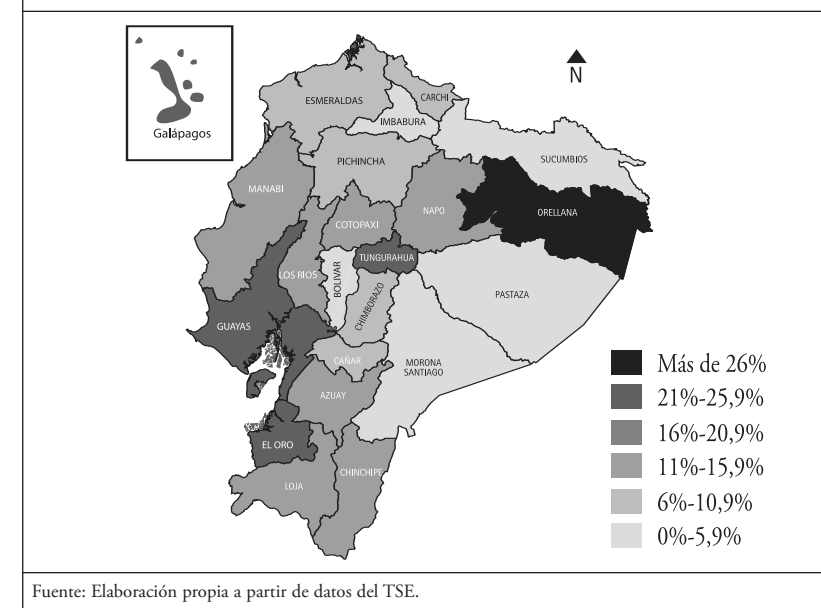 Galápagos
N
ESMERALDAS
CARCHI
IMBABURA
SUCUMBIOS
PICHINCHA
MANABI
NAPO
ORELLANA
COTOPAXI
TUNGURAHUA
LOS RIOS
BOLIVAR
CHIMBORAZO
PASTAZA
GUAYAS
CAÑAR
MORONA
SANTIAGO
AZUAY
EL ORO
CHINCHIPE
LOJA
Más de 26%
21%-25,9%
16%-20,9%
11%-15,9%
6%-10,9%
0%-5,9%
Fuente: Elaboración propia a partir de datos del TSE.